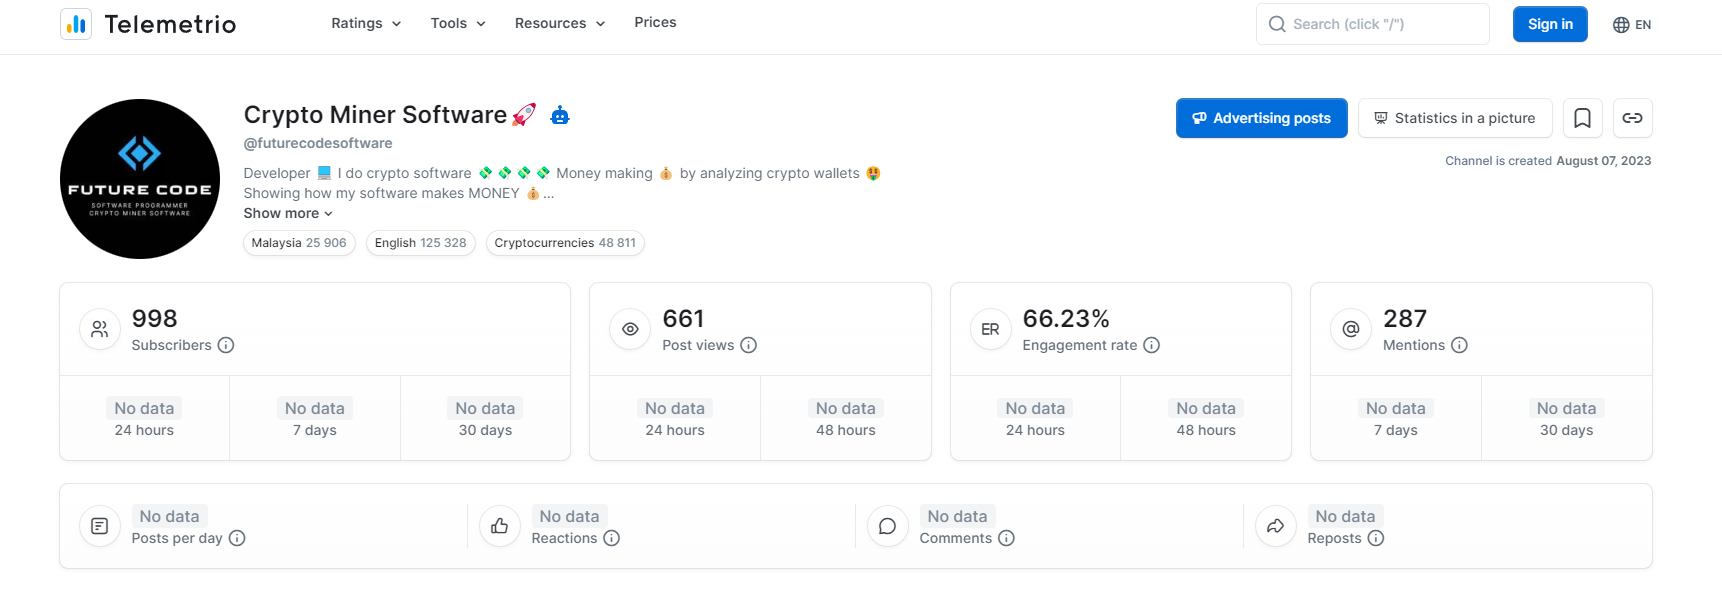 Telemetrio
Ratings Tools Resources Prices
Search (click "/")
Sign in
EN
FUTURE CODE
SOFTWARE PROGRAMMER
CRYPTO MINER SOFTWARE
Crypto Miner Software🚀
@futurecodesoftware
Developer 💻 I do crypto software 💸 💸 💸 💸 Money making 💰 by analyzing crypto wallets 🤑
Showing how my software makes MONEY 💰...
Show more
Malaysia 25 906 English 125 328 Cryptocurrencies 48 811
Advertising posts
Statistics in a picture
Channel is created August 07, 2023
998
Subscribers
No data No data No data
24 hours 7 days 30 days
661
Post views
No data No data
24 hours 48 hours
ER
66.23%
Engagement rate
No data No data
24 hours 48 hours
@
287
Mentions
No data No data
7 days 30 days
No data
Posts per day
No data
Reactions
No data
Comments
No data
Reposts